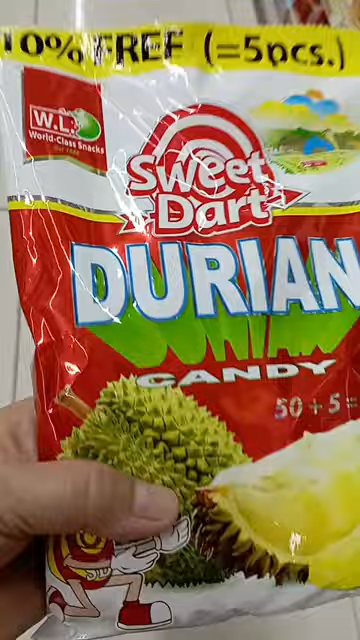 10% FREE (=5pcs.)
W.L.
World-Class Snacks
Sweet
Dart
DURIAN
CANDY
50 + 5 =